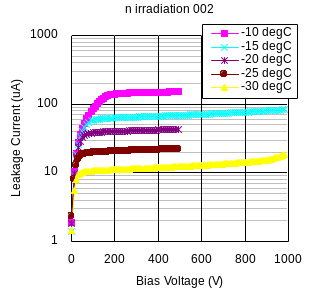 n irradiation 002
-10 degC
-15 degC
-20 degC
-25 degC
-30 degC
Leakage Current (uA)
1000
100
10
1
0
200
400
600
800
1000
Bias Voltage (V)